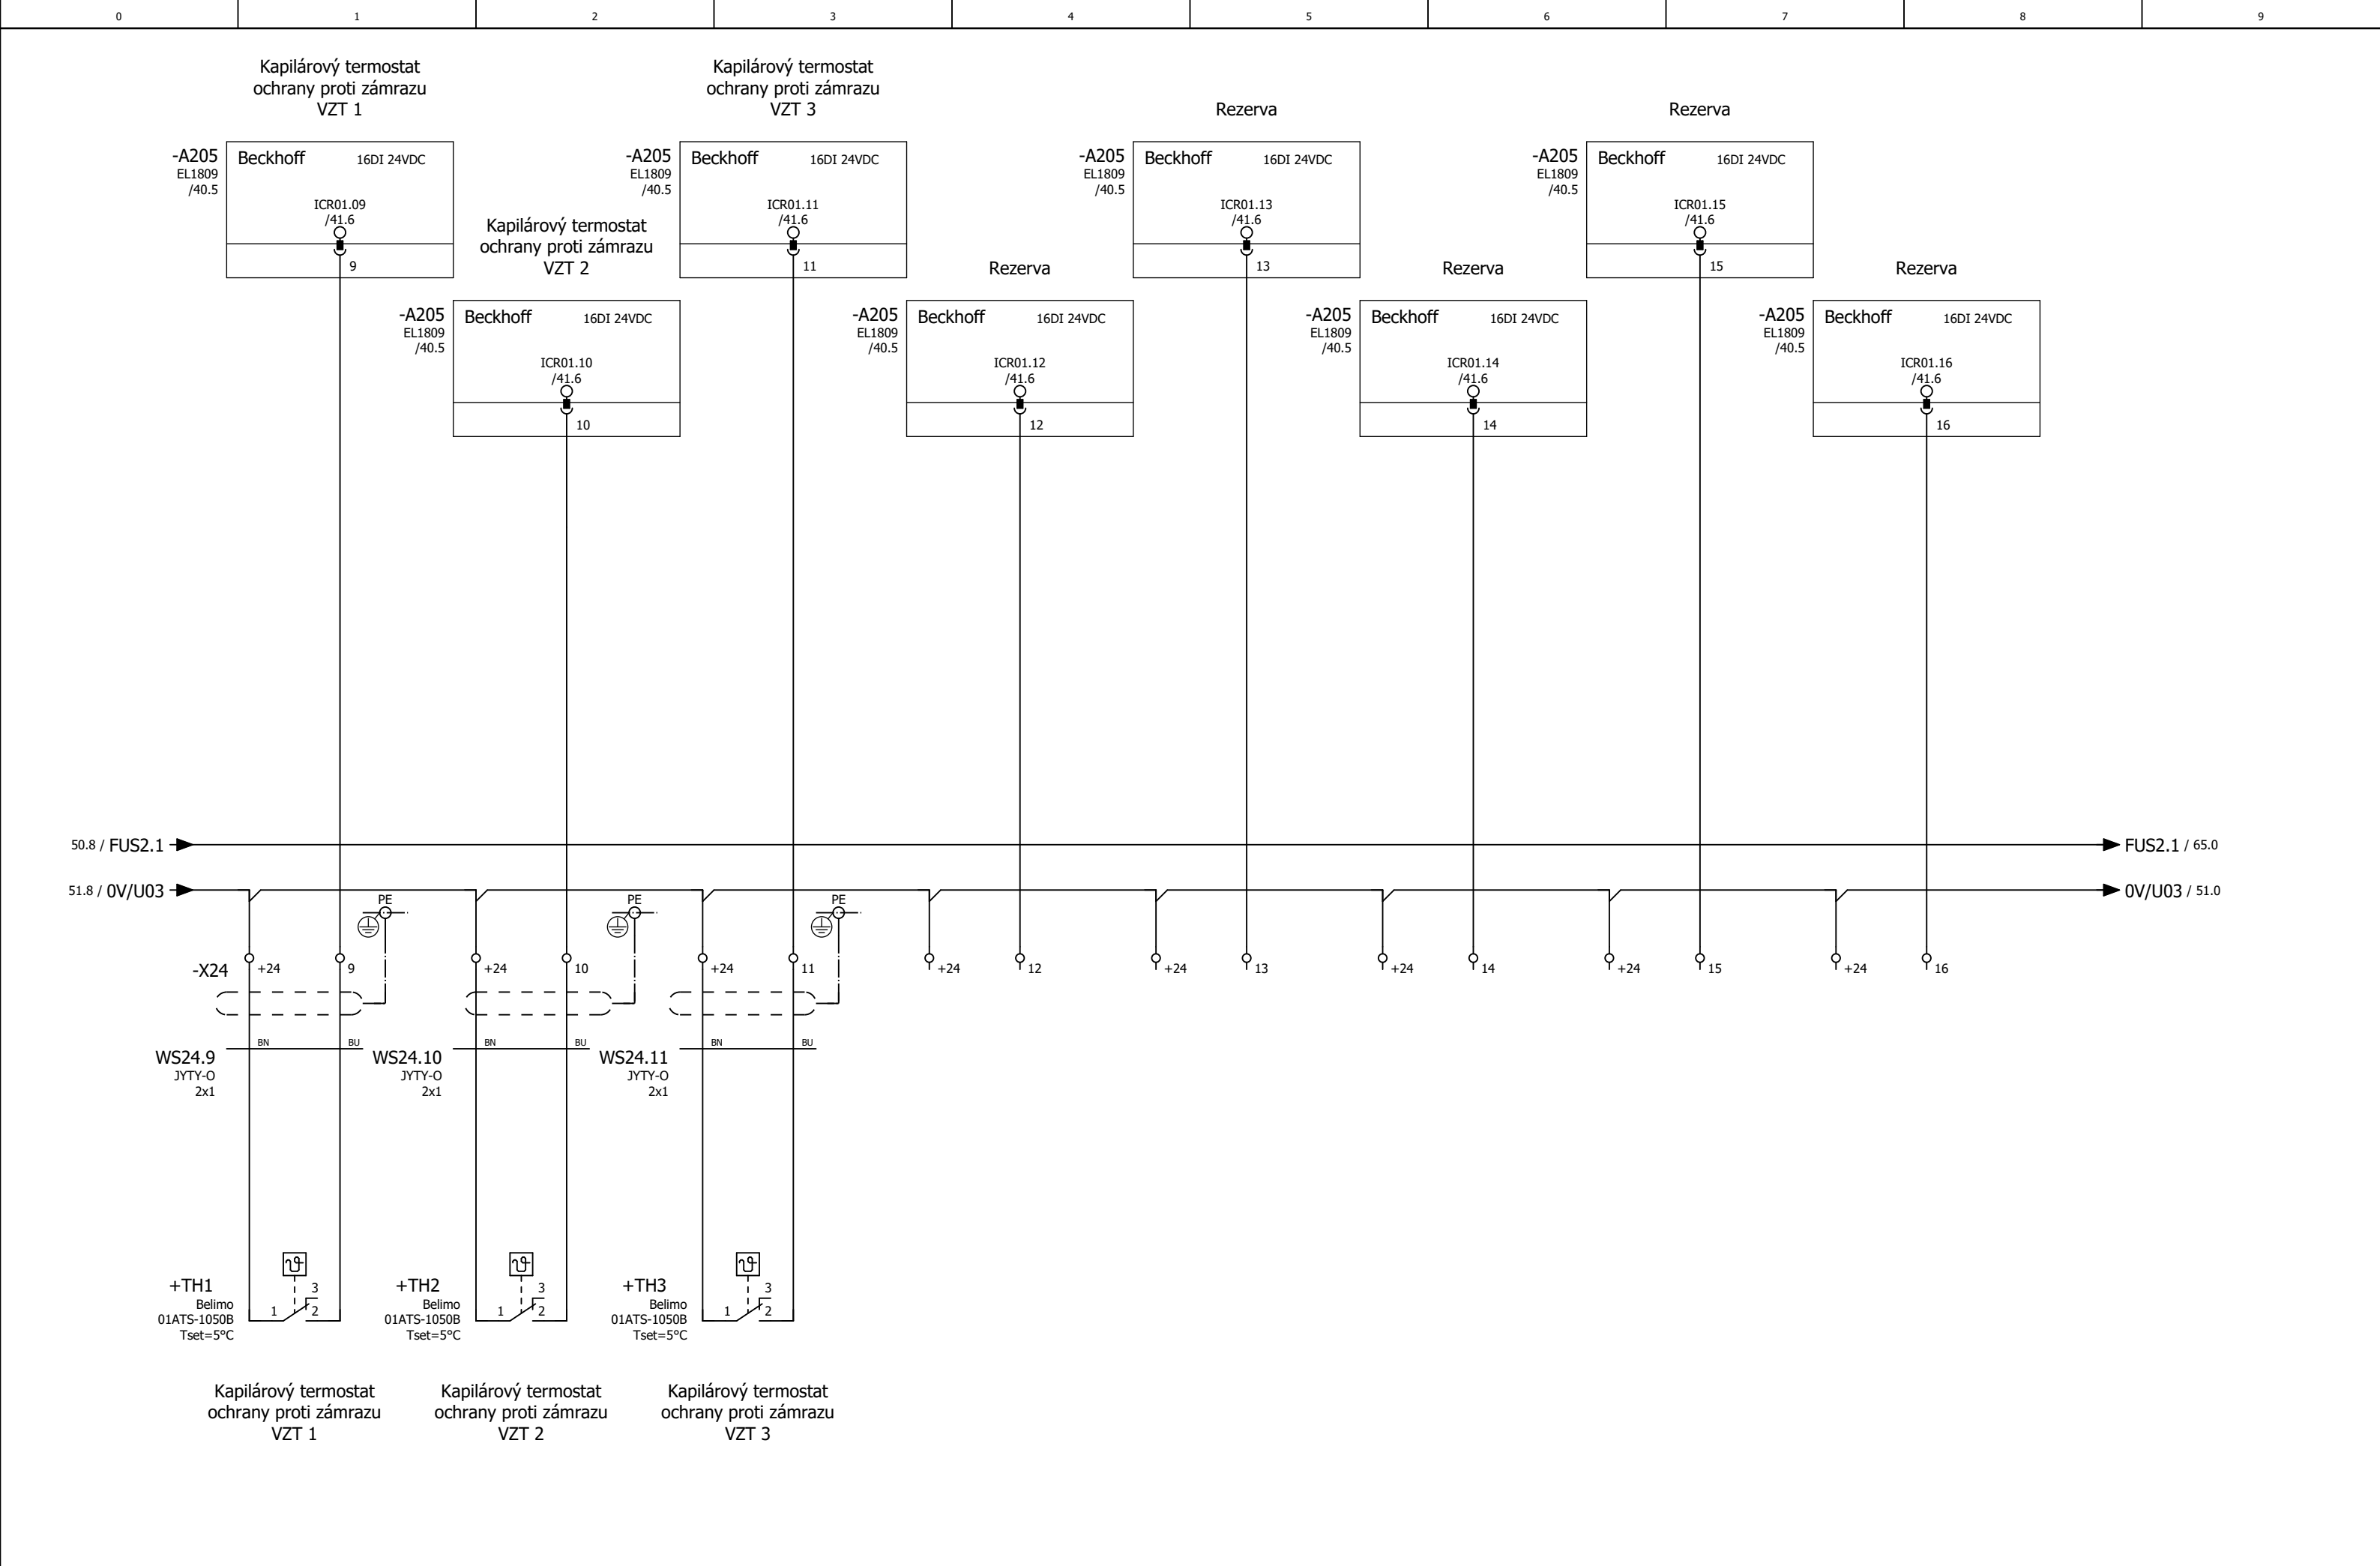 0 1 2 3 4 5 6 7 8 9
Kapilárový termostat
ochrany proti zámrazu
VZT 1
-A205
EL1809
/40.5
Beckhoff 16DI 24VDC
ICR01.09
/41.6
9
Kapilárový termostat
ochrany proti zámrazu
VZT 2
-A205
EL1809
/40.5
Beckhoff 16DI 24VDC
ICR01.10
/41.6
10
Kapilárový termostat
ochrany proti zámrazu
VZT 3
-A205
EL1809
/40.5
Beckhoff 16DI 24VDC
ICR01.11
/41.6
11
Rezerva
-A205
EL1809
/40.5
Beckhoff 16DI 24VDC
ICR01.12
/41.6
12
Rezerva
-A205
EL1809
/40.5
Beckhoff 16DI 24VDC
ICR01.13
/41.6
13
Rezerva
-A205
EL1809
/40.5
Beckhoff 16DI 24VDC
ICR01.14
/41.6
14
Rezerva
-A205
EL1809
/40.5
Beckhoff 16DI 24VDC
ICR01.15
/41.6
15
Rezerva
-A205
EL1809
/40.5
Beckhoff 16DI 24VDC
ICR01.16
/41.6
16
50.8 / FUS2.1 FUS2.1 / 65.0
51.8 / 0V/U03 0V/U03 / 51.0
PE PE PE
-X24 +24 9 +24 10 +24 11 +24 12 +24 13 +24 14 +24 15 +24 16
BN BU BN BU BN BU
WS24.9
JYTY-O
2x1
WS24.10
JYTY-O
2x1
WS24.11
JYTY-O
2x1
+TH1
Belimo
01ATS-1050B
Tset=5°C
1 3 2
+TH2
Belimo
01ATS-1050B
Tset=5°C
1 3 2
+TH3
Belimo
01ATS-1050B
Tset=5°C
1 3 2
Kapilárový termostat
ochrany proti zámrazu
VZT 1
Kapilárový termostat
ochrany proti zámrazu
VZT 2
Kapilárový termostat
ochrany proti zámrazu
VZT 3